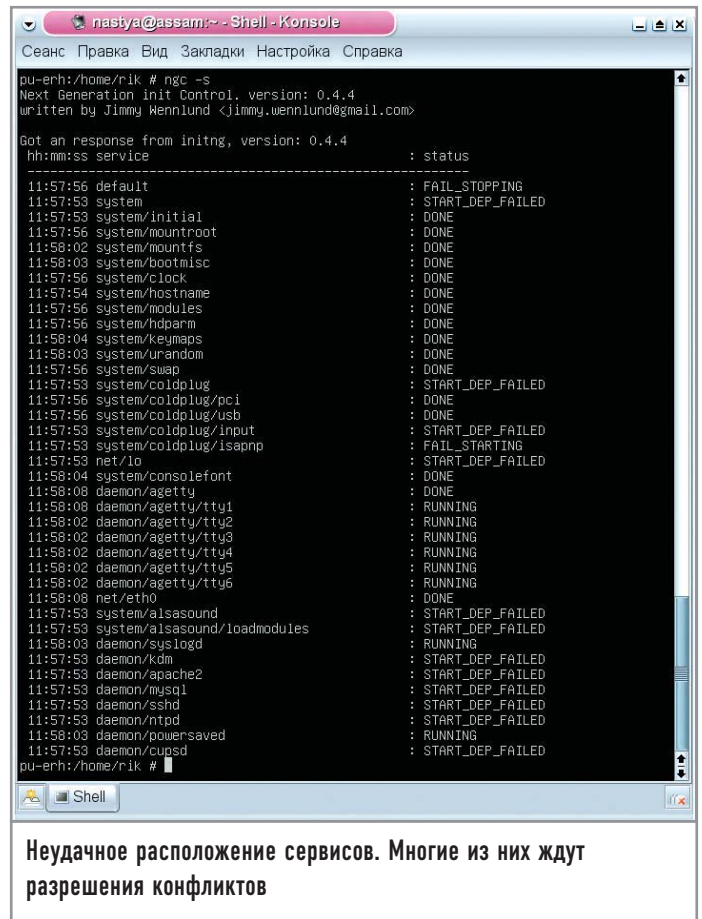 nastya@assam:~ - Shell - Konsole
Сеанс Правка Вид Закладки Настройка Справка
pu-erh:/home/rik # ngc -s
Next Generation init Control. version: 0.4.4
written by Jimmy Wennlund <jimmy.wennlund@gmail.com>
Got an response from initng, version: 0.4.4
hh:mm:ss service : status
----------------------------------------------------------------
11:57:56 default : FAIL_STOPPING
11:57:53 system : START_DEP_FAILED
11:57:53 system/initial : DONE
11:57:56 system/mountroot : DONE
11:58:02 system/mountfs : DONE
11:58:03 system/bootmisc : DONE
11:57:56 system/clock : DONE
11:57:54 system/hostname : DONE
11:57:56 system/modules : DONE
11:57:56 system/hdparm : DONE
11:58:04 system/keymaps : DONE
11:58:03 system/urandom : DONE
11:57:56 system/swap : DONE
11:57:53 system/coldplug : START_DEP_FAILED
11:57:56 system/coldplug/pci : DONE
11:57:56 system/coldplug/usb : DONE
11:57:53 system/coldplug/input : START_DEP_FAILED
11:57:53 system/coldplug/isapnp : FAIL_STARTING
11:57:53 net/lo : START_DEP_FAILED
11:58:04 system/consolefont : DONE
11:58:08 daemon/agetty : DONE
11:58:08 daemon/agetty/tty1 : RUNNING
11:58:02 daemon/agetty/tty2 : RUNNING
11:58:02 daemon/agetty/tty3 : RUNNING
11:58:02 daemon/agetty/tty4 : RUNNING
11:58:02 daemon/agetty/tty5 : RUNNING
11:58:02 daemon/agetty/tty6 : RUNNING
11:58:08 net/eth0 : DONE
11:57:53 system/alsasound : START_DEP_FAILED
11:57:53 system/alsasound/loadmodules : START_DEP_FAILED
11:58:03 daemon/syslogd : RUNNING
11:57:53 daemon/kdm : START_DEP_FAILED
11:57:53 daemon/apache2 : START_DEP_FAILED
11:57:53 daemon/mysql : START_DEP_FAILED
11:57:53 daemon/sshd : START_DEP_FAILED
11:57:53 daemon/ntpd : START_DEP_FAILED
11:58:03 daemon/powersaved : RUNNING
11:57:53 daemon/cupsd : START_DEP_FAILED
pu-erh:/home/rik #
Shell
Неудачное расположение сервисов. Многие из них ждут
разрешения конфликтов